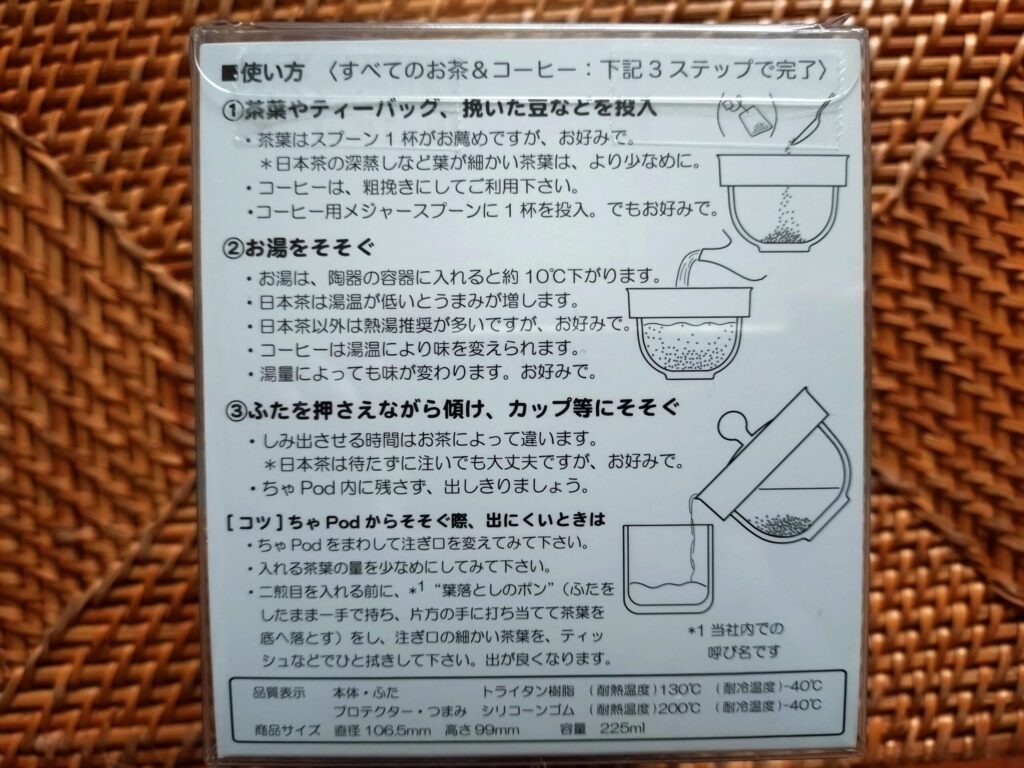 ■使い方 〈すべてのお茶＆コーヒー：下記3ステップで完了〉
①茶葉やティーバッグ、挽いた豆などを投入
・茶葉はスプーン1杯がお薦めですが、お好みで。
＊日本茶の深蒸しなど葉が細かい茶葉は、より少なめに。
・コーヒーは、粗挽きにしてご利用下さい。
・コーヒー用メジャースプーンに1杯を投入。でもお好みで。
②お湯をそそぐ
・お湯は、陶器の容器に入れると約10℃下がります。
・日本茶は湯温が低いとうまみが増します。
・日本茶以外は熱湯推奨が多いですが、お好みで。
・コーヒーは湯温により味を変えられます。
・湯量によっても味が変わります。お好みで。
③ふたを押さえながら傾け、カップ等にそそぐ
・しみ出させる時間はお茶によって違います。
＊日本茶は待たずに注いでも大丈夫ですが、お好みで。
・ちゃPod内に残さず、出しきりましょう。
[コツ]ちゃPodからそそぐ際、出にくいときは
・ちゃPodをまわして注ぎ口を変えてみて下さい。
・入れる茶葉の量を少なめにしてみて下さい。
・二煎目を入れる前に、*1 “葉落としのポン”（ふたを
したまま一手で持ち、片方の手に打ち当てて茶葉を
底へ落とす）をし、注ぎ口の細かい茶葉を、ティッ
シュなどでひと拭きして下さい。出が良くなります。
*1 当社内での
呼び名です
品質表示 本体・ふた トライタン樹脂 （耐熱温度）130℃ （耐冷温度）-40℃
プロテクター・つまみ シリコーンゴム （耐熱温度）200℃ （耐冷温度）-40℃
商品サイズ 直径106.5mm 高さ99mm 容量 225ml